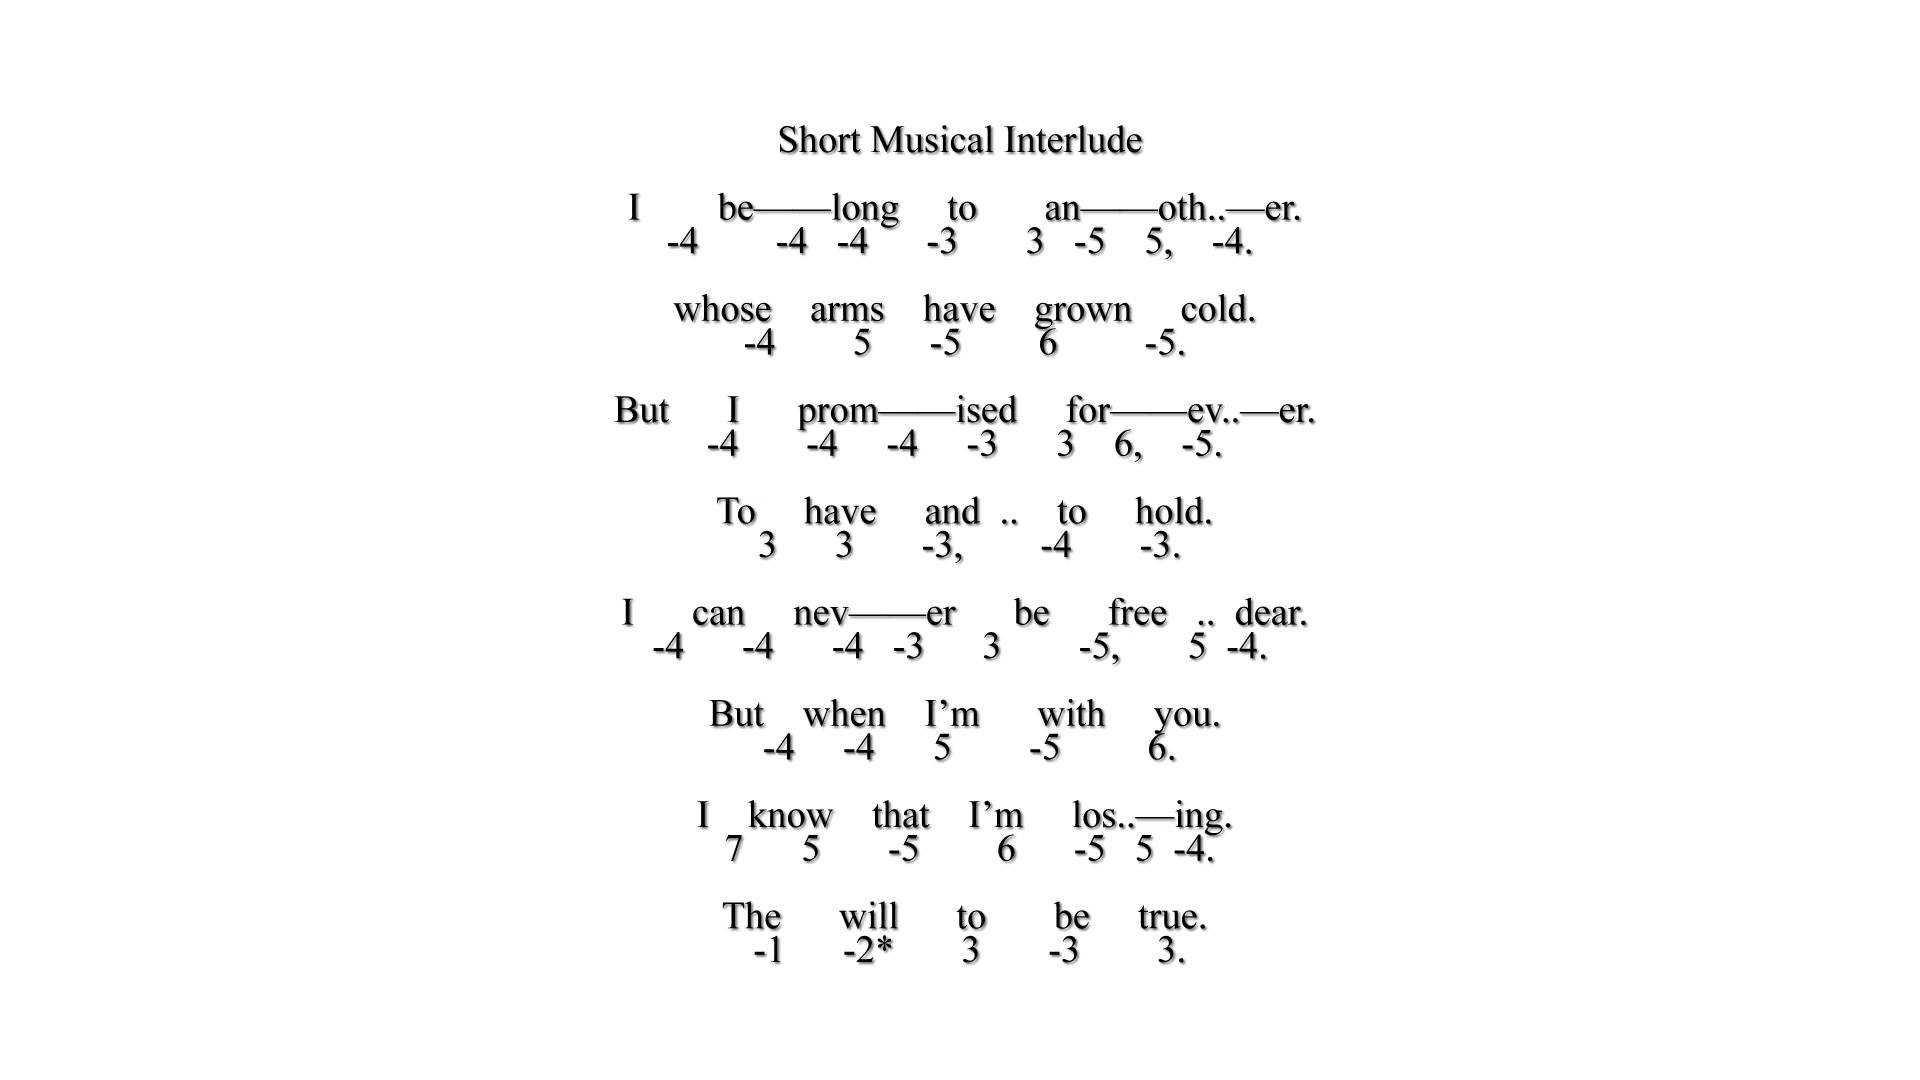 Short Musical Interlude
I be——long to an——oth..—er.
-4 -4 -4 -3 3 -5 5, -4.
whose arms have grown cold.
-4 5 -5 6 -5.
But I prom——ised for——ev..—er.
-4 -4 -4 -3 3 6, -5.
To have and .. to hold.
3 3 -3, -4 -3.
I can nev——er be free .. dear.
-4 -4 -4 -3 3 -5, 5 -4.
But when I’m with you.
-4 -4 5 -5 6.
I know that I’m los..—ing.
7 5 -5 6 -5 5 -4.
The will to be true.
-1 -2* 3 -3 3.